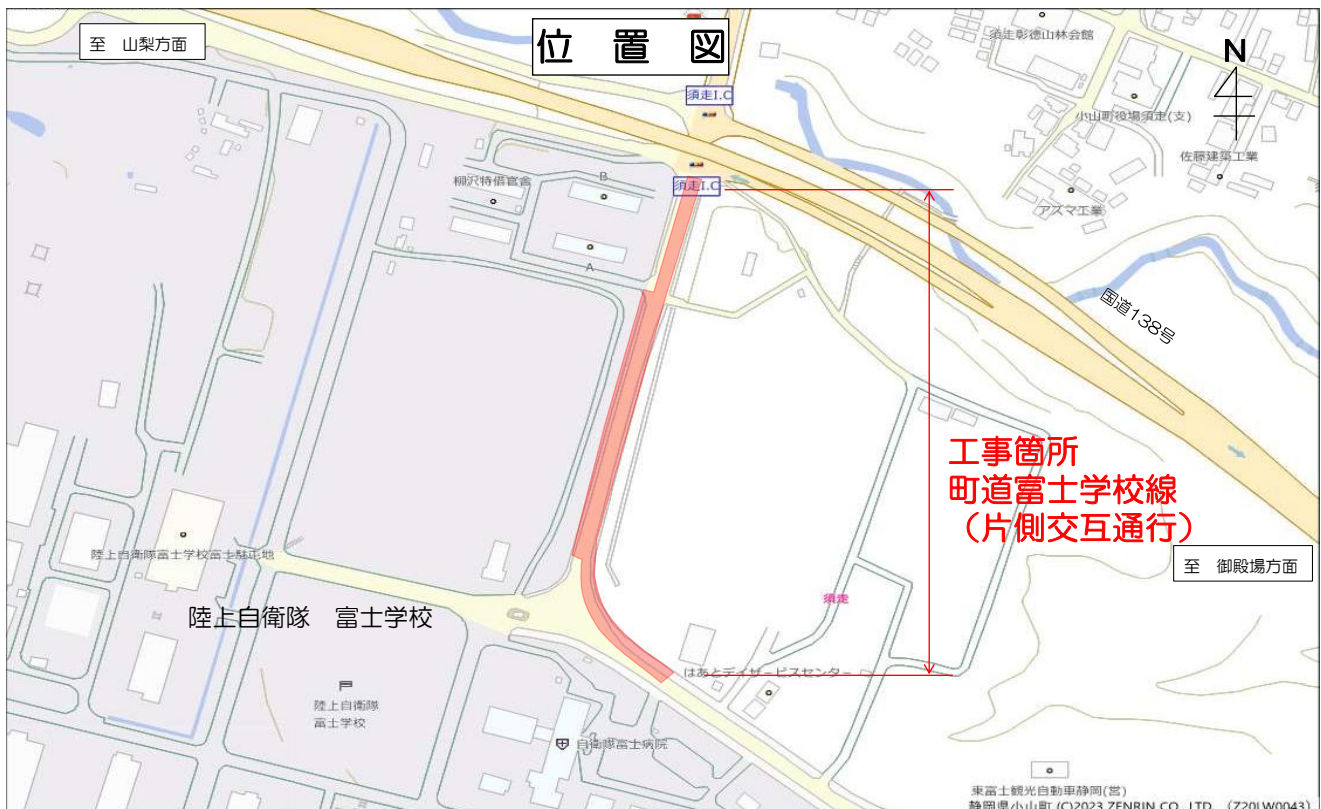 位 置 図
至 山梨方面
須走彰徳山林会館
N
須走I.C
小山町役場須走(支)
佐藤建築工業
柳沢特借官舎
B
須走I.C
アズマ工業
A
国道138号
工事箇所
町道富士学校線
（片側交互通行）
陸上自衛隊富士学校富士駐屯地
至 御殿場方面
須走
陸上自衛隊 富士学校
はあとデイサービスセンター
陸上自衛隊
富士学校
自衛隊富士病院
東富士観光自動車静岡(営)
静岡県小山町 (C)2023 ZENRIN CO., LTD. (Z20LW0043)